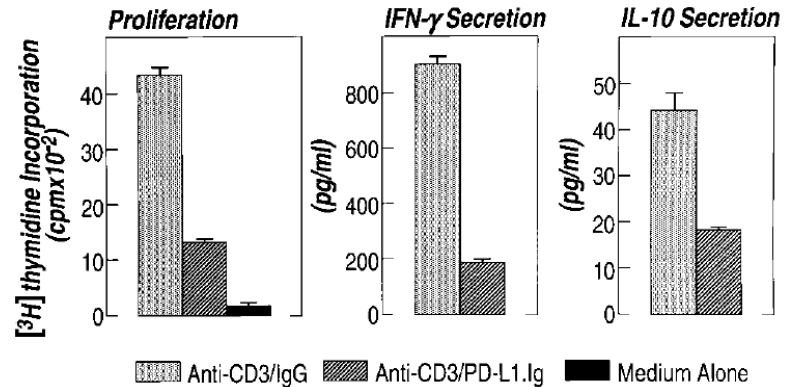 Proliferation
IFN-γ Secretion
IL-10 Secretion
[³H] thymidine Incorporation
(cpmx10⁻²)
40
30
20
10
0
(pg/ml)
800
600
400
200
0
(pg/ml)
50
40
30
20
10
0
Anti-CD3/IgG
Anti-CD3/PD-L1.Ig
Medium Alone